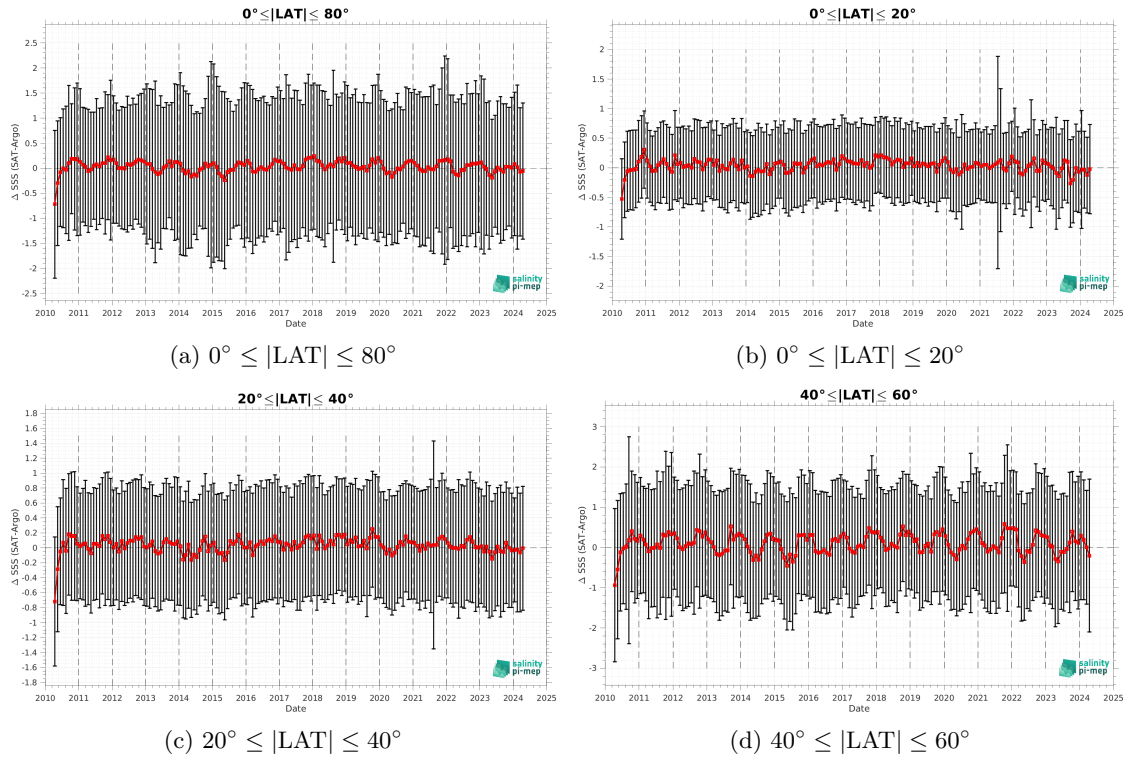 0°≤|LAT|≤ 80°
2.5
2
1.5
1
0.5
0
-0.5
-1
-1.5
-2
-2.5
Δ SSS (SAT-Argo)
2010 2011 2012 2013 2014 2015 2016 2017 2018 2019 2020 2021 2022 2023 2024 2025
Date
salinity
pi-mep
(a) 0° ≤ |LAT| ≤ 80°
0°≤|LAT|≤ 20°
2
1.5
1
0.5
0
-0.5
-1
-1.5
-2
Δ SSS (SAT-Argo)
2010 2011 2012 2013 2014 2015 2016 2017 2018 2019 2020 2021 2022 2023 2024 2025
Date
salinity
pi-mep
(b) 0° ≤ |LAT| ≤ 20°
20°≤|LAT|≤ 40°
1.8
1.6
1.4
1.2
1
0.8
0.6
0.4
0.2
0
-0.2
-0.4
-0.6
-0.8
-1
-1.2
-1.4
-1.6
-1.8
Δ SSS (SAT-Argo)
2010 2011 2012 2013 2014 2015 2016 2017 2018 2019 2020 2021 2022 2023 2024 2025
Date
salinity
pi-mep
(c) 20° ≤ |LAT| ≤ 40°
40°≤|LAT|≤ 60°
3
2
1
0
-1
-2
-3
Δ SSS (SAT-Argo)
2010 2011 2012 2013 2014 2015 2016 2017 2018 2019 2020 2021 2022 2023 2024 2025
Date
salinity
pi-mep
(d) 40° ≤ |LAT| ≤ 60°